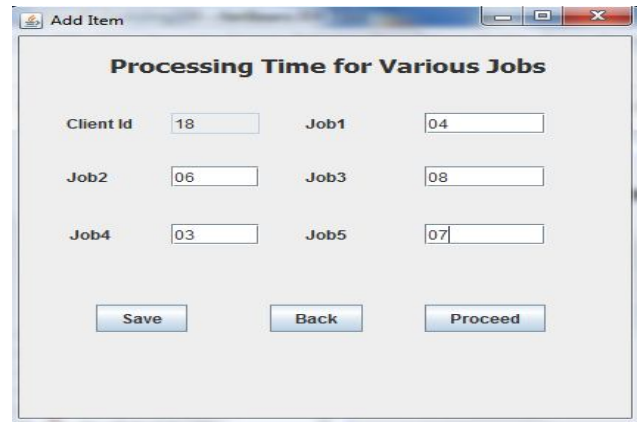 Add Item
Processing Time for Various Jobs
Client Id 18 Job1 04
Job2 06 Job3 08
Job4 03 Job5 07
Save Back Proceed